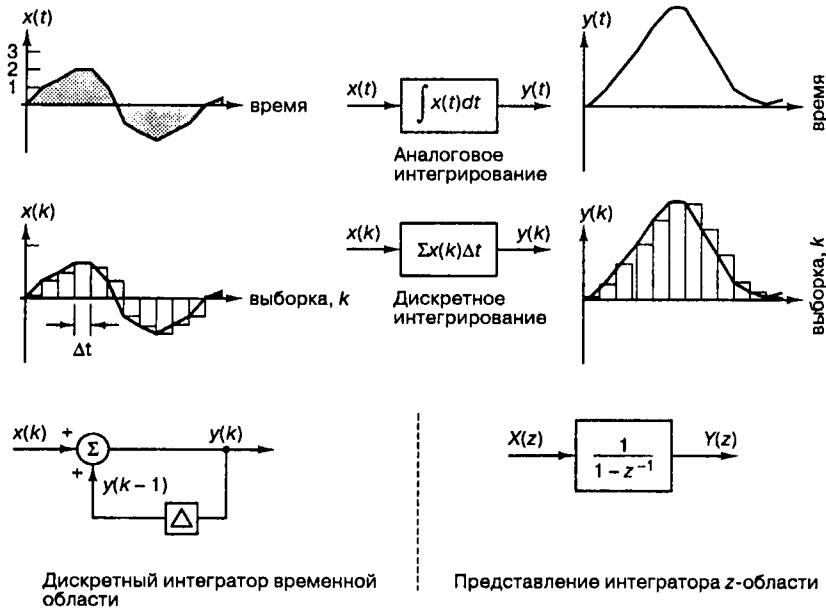 x(t)
3
2
1
время
x(t)
∫ x(t)dt
y(t)
Аналоговое
интегрирование
y(t)
время
x(k)
выборка, k
Δt
x(k)
Σx(k)Δt
y(k)
Дискретное
интегрирование
y(k)
выборка, k
x(k)
+
Σ
+
y(k)
y(k – 1)
Δ
X(z)
1
1 – z⁻¹
Y(z)
Дискретный интегратор временной
области
Представление интегратора z-области